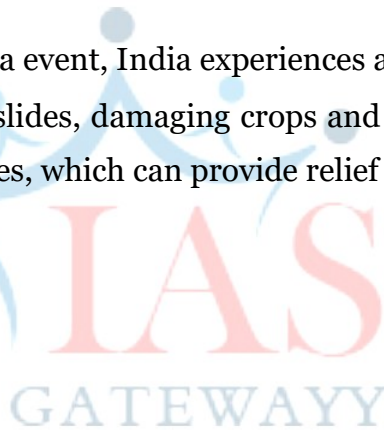 a event, India experiences a
slides, damaging crops and
es, which can provide relief
IAS
GATEWAYY